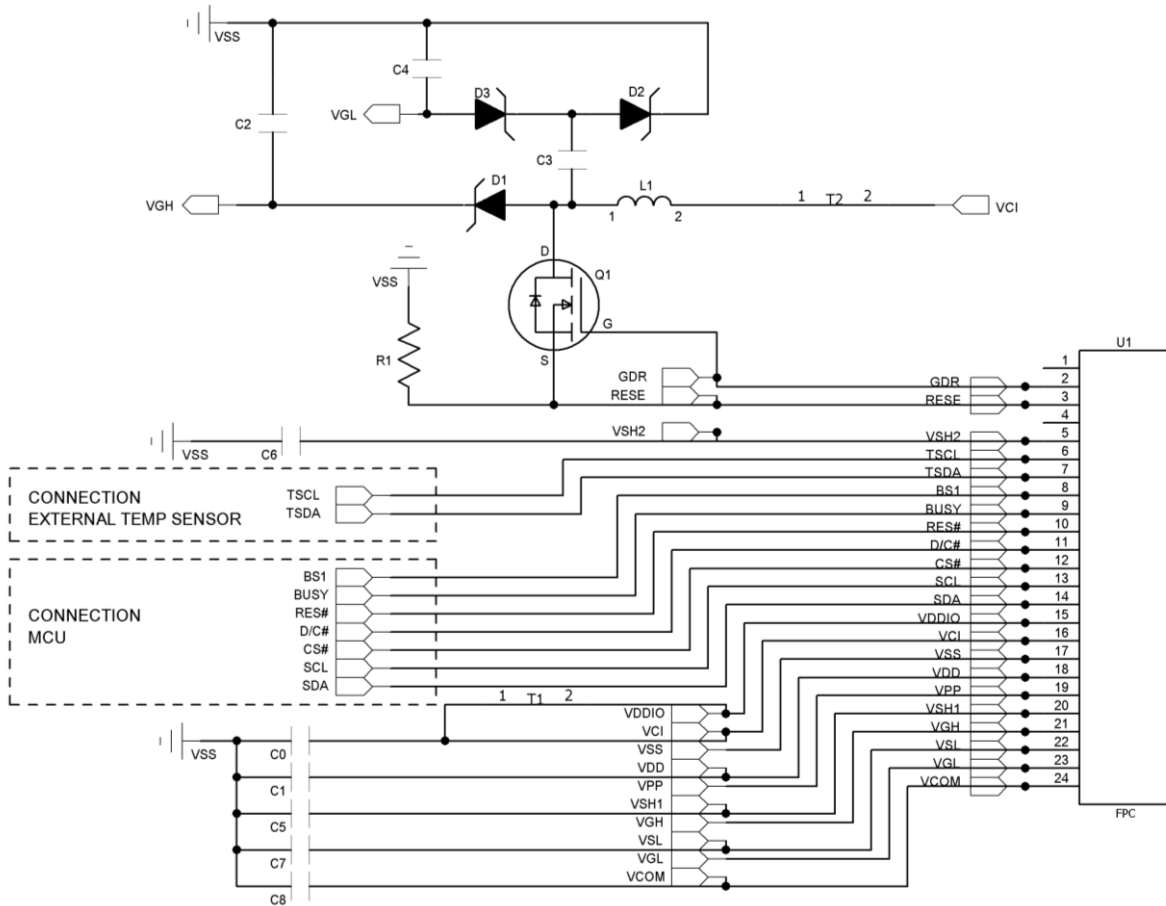 VSS
C4
D3
D2
VGL
C2
C3
D1
L1
VGH
1
2
1 T2 2
VCI
D
Q1
VSS
G
R1
S
U1
GDR
RESE
VSH2
VSS
C6
1
GDR 2
RESE 3
4
VSH2 5
TSCL 6
TSDA 7
BS1 8
BUSY 9
RES# 10
D/C# 11
CS# 12
SCL 13
SDA 14
VDDIO 15
VCI 16
VSS 17
VDD 18
VPP 19
VSH1 20
VGH 21
VSL 22
VGL 23
VCOM 24
FPC
CONNECTION
EXTERNAL TEMP SENSOR
TSCL
TSDA
CONNECTION
MCU
BS1
BUSY
RES#
D/C#
CS#
SCL
SDA
1 T1 2
VSS
C0
C1
C5
C7
C8
VDDIO
VCI
VSS
VDD
VPP
VSH1
VGH
VSL
VGL
VCOM